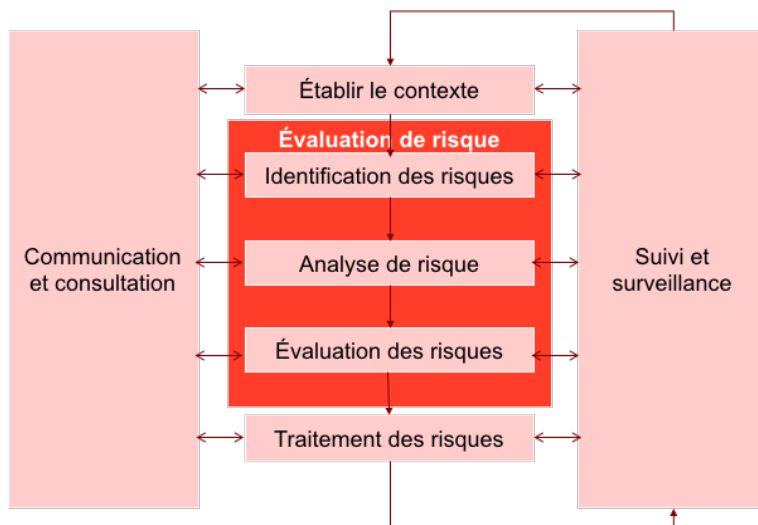 Établir le contexte
Évaluation de risque
Identification des risques
Communication
et consultation
Analyse de risque
Suivi et
surveillance
Évaluation des risques
Traitement des risques